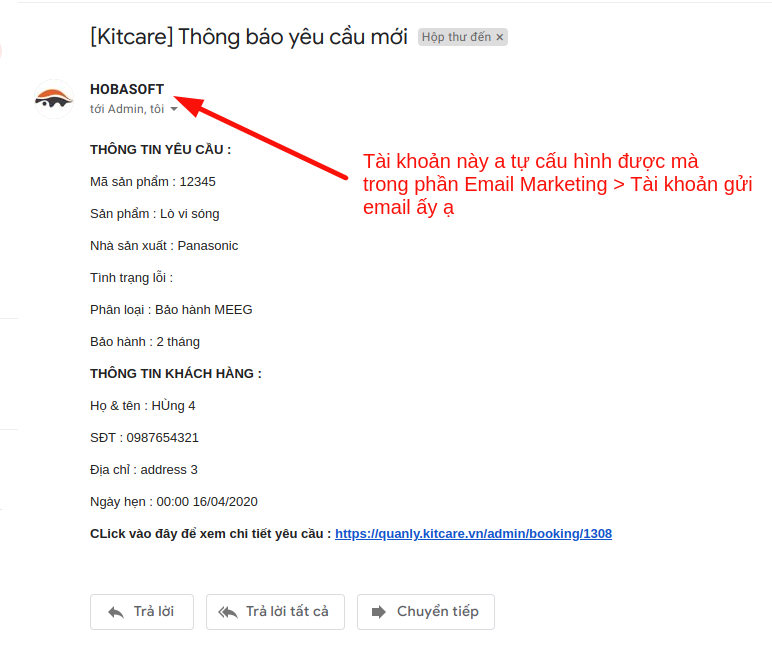 [Kitcare] Thông báo yêu cầu mới Hộp thư đến ×
HOBASOFT
tới Admin, tôi
Tài khoản này a tự cấu hình được mà
trong phần Email Marketing > Tài khoản gửi
email ấy ạ
THÔNG TIN YÊU CẦU :
Mã sản phẩm : 12345
Sản phẩm : Lò vi sóng
Nhà sản xuất : Panasonic
Tình trạng lỗi :
Phân loại : Bảo hành MEEG
Bảo hành : 2 tháng
THÔNG TIN KHÁCH HÀNG :
Họ & tên : HÙng 4
SĐT : 0987654321
Địa chỉ : address 3
Ngày hẹn : 00:00 16/04/2020
CLick vào đây để xem chi tiết yêu cầu : https://quanly.kitcare.vn/admin/booking/1308
Trả lời Trả lời tất cả Chuyển tiếp